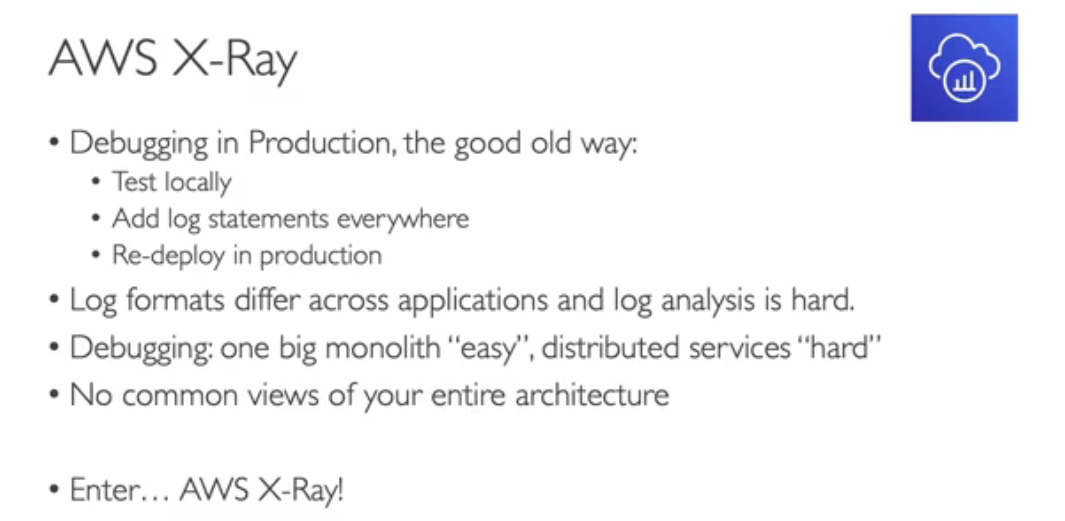 AWS X-Ray
• Debugging in Production, the good old way:
• Test locally
• Add log statements everywhere
• Re-deploy in production
• Log formats differ across applications and log analysis is hard.
• Debugging: one big monolith “easy”, distributed services “hard”
• No common views of your entire architecture
• Enter… AWS X-Ray!